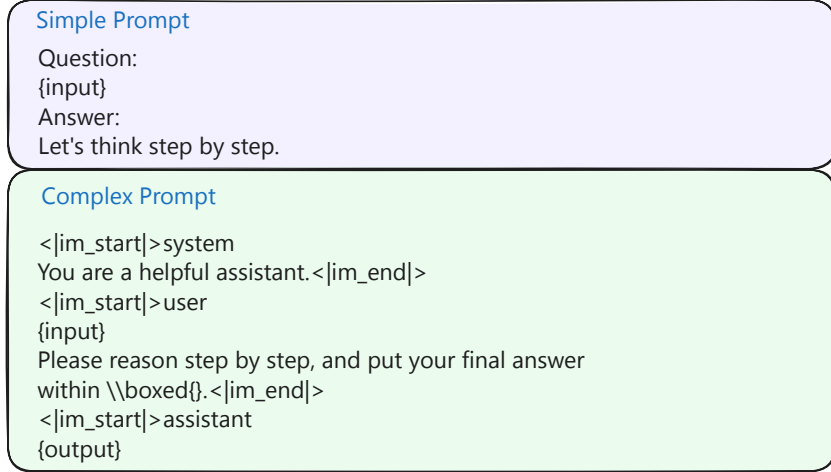 Simple Prompt
Question:
{input}
Answer:
Let's think step by step.
Complex Prompt
<|im_start|>system
You are a helpful assistant.<|im_end|>
<|im_start|>user
{input}
Please reason step by step, and put your final answer
within \\boxed{}.<|im_end|>
<|im_start|>assistant
{output}